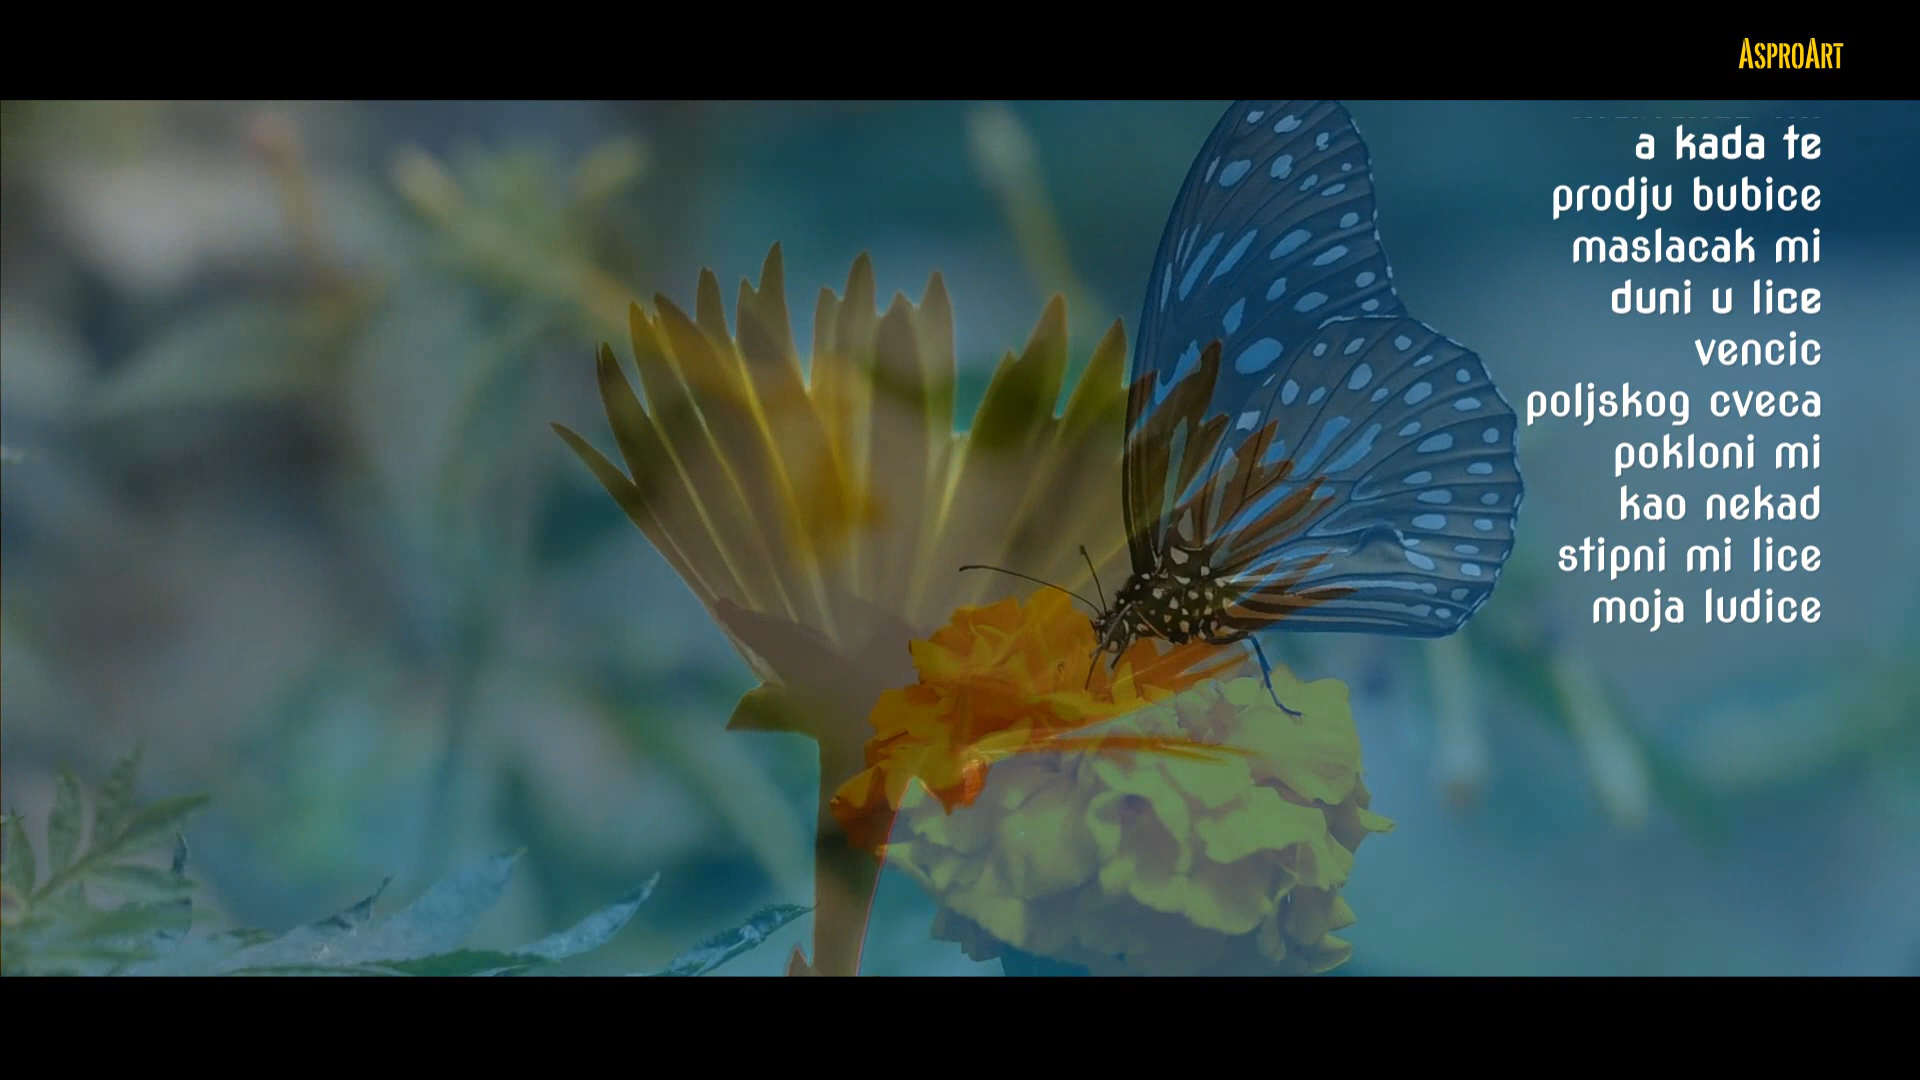 AsproArt
a kada te
prodju bubice
maslacak mi
duni u lice
vencic
poljskog cveca
pokloni mi
kao nekad
stipni mi lice
moja ludice